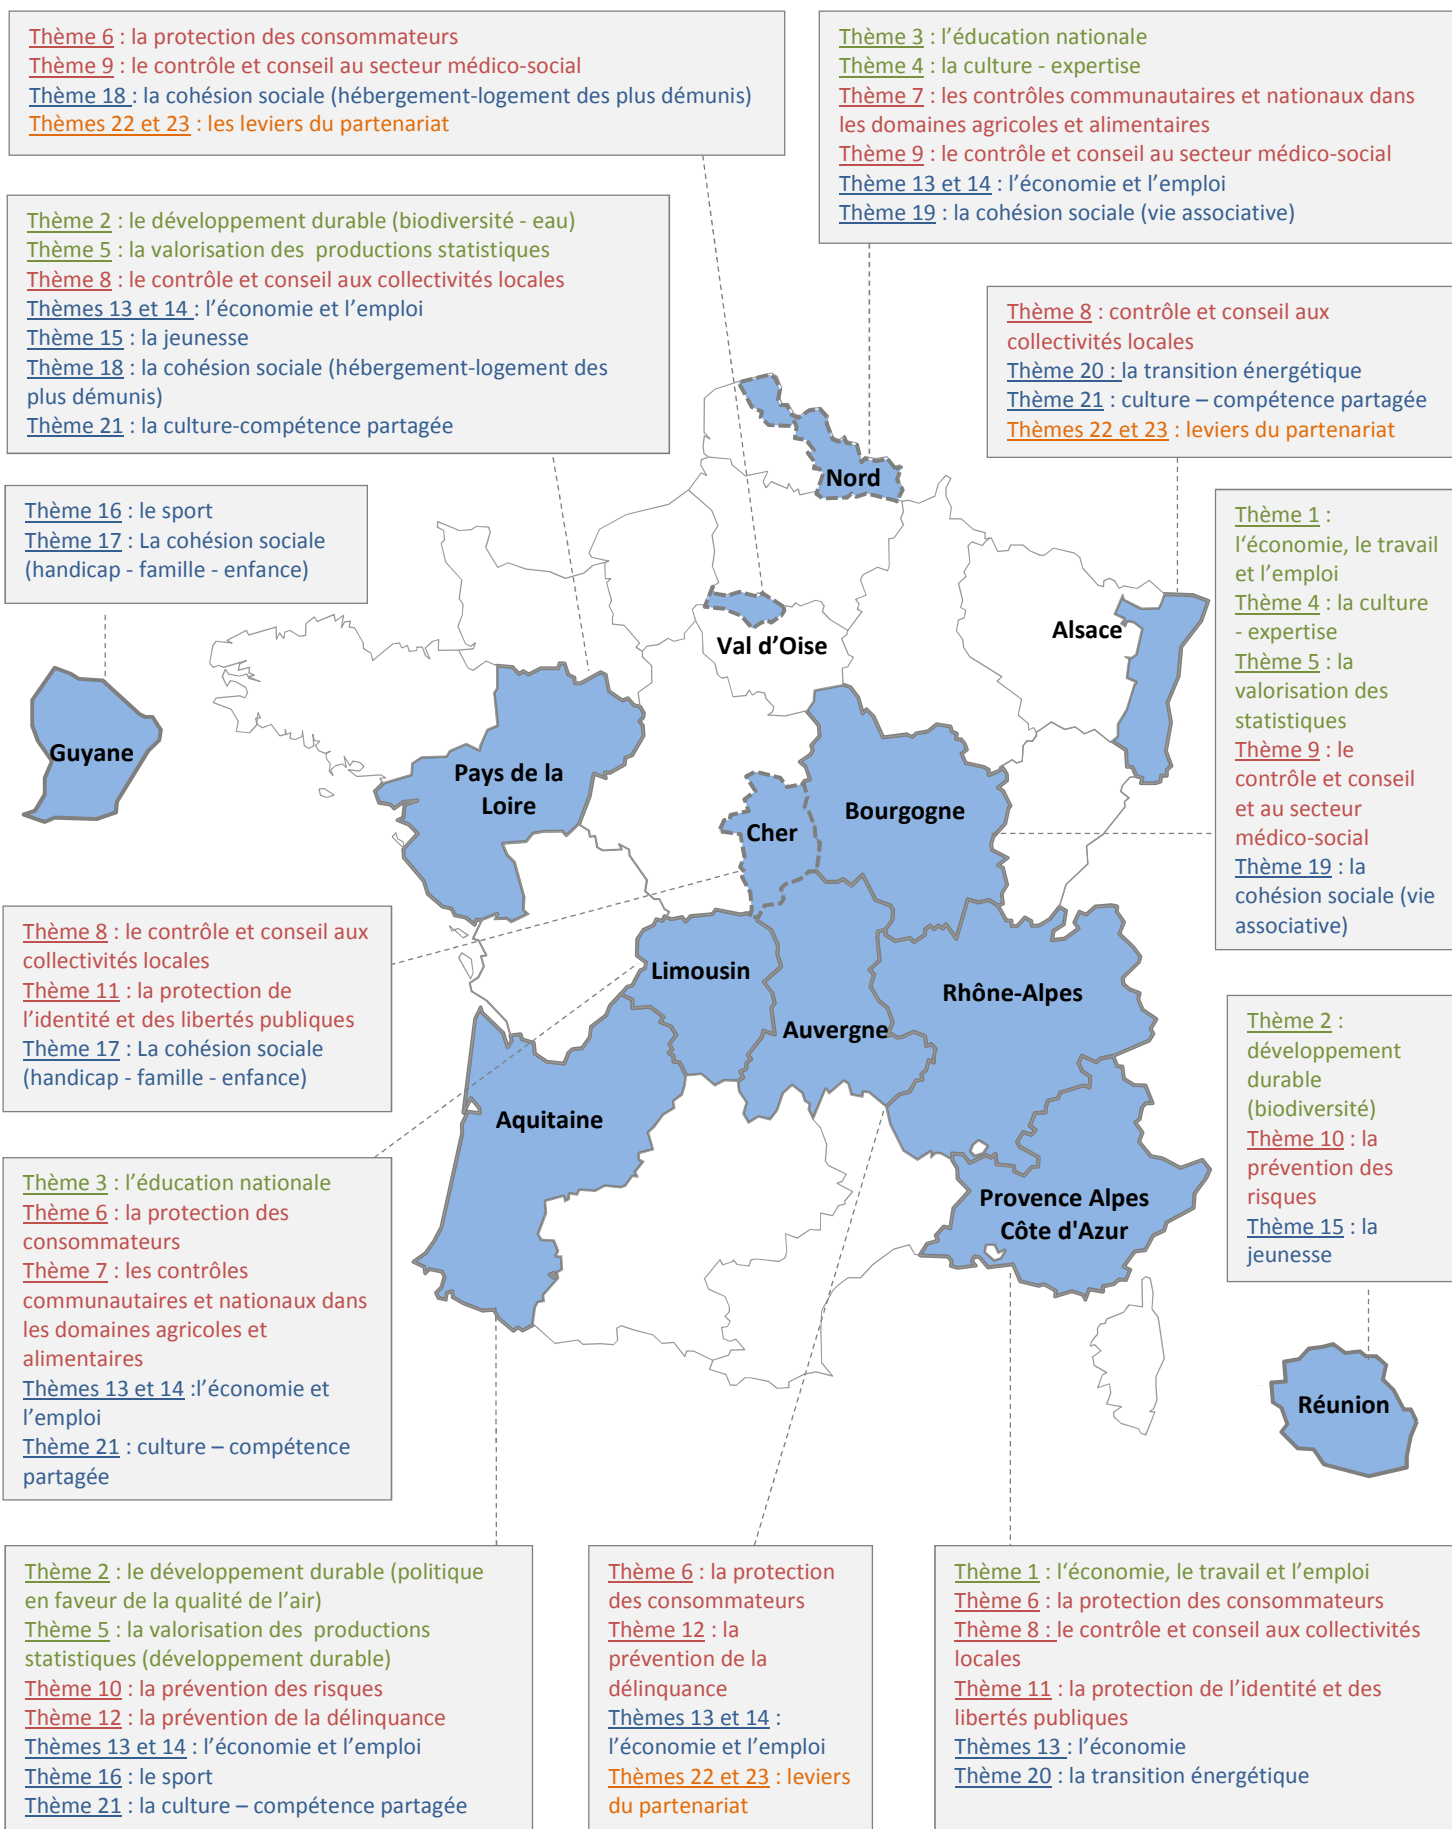 Thème 6 : la protection des consommateurs
Thème 9 : le contrôle et conseil au secteur médico-social
Thème 18 : la cohésion sociale (hébergement-logement des plus démunis)
Thèmes 22 et 23 : les leviers du partenariat
Thème 3 : l’éducation nationale
Thème 4 : la culture - expertise
Thème 7 : les contrôles communautaires et nationaux dans
les domaines agricoles et alimentaires
Thème 9 : le contrôle et conseil au secteur médico-social
Thème 13 et 14 : l’économie et l’emploi
Thème 19 : la cohésion sociale (vie associative)
Thème 2 : le développement durable (biodiversité - eau)
Thème 5 : la valorisation des  productions statistiques
Thème 8 : le contrôle et conseil aux collectivités locales
Thèmes 13 et 14 : l’économie et l’emploi
Thème 15 : la jeunesse
Thème 18 : la cohésion sociale (hébergement-logement des
plus démunis)
Thème 21 : la culture-compétence partagée
Thème 8 : contrôle et conseil aux
collectivités locales
Thème 20 : la transition énergétique
Thème 21 : culture – compétence partagée
Thèmes 22 et 23 : leviers du partenariat
Thème 16 : le sport
Thème 17 : La cohésion sociale
(handicap - famille - enfance)
Thème 1 :
l‘économie, le travail
et l’emploi
Thème 4 : la culture
- expertise
Thème 5 : la
valorisation des
statistiques
Thème 9 : le
contrôle et conseil
et au secteur
médico-social
Thème 19 : la
cohésion sociale (vie
associative)
Nord
Val d’Oise
Alsace
Guyane
Pays de la
Loire
Cher
Bourgogne
Limousin
Auvergne
Rhône-Alpes
Aquitaine
Provence Alpes
Côte d'Azur
Réunion
Thème 8 : le contrôle et conseil aux
collectivités locales
Thème 11 : la protection de
l’identité et des libertés publiques
Thème 17 : La cohésion sociale
(handicap - famille - enfance)
Thème 2 :
développement
durable
(biodiversité)
Thème 10 : la
prévention des
risques
Thème 15 : la
jeunesse
Thème 3 : l’éducation nationale
Thème 6 : la protection des
consommateurs
Thème 7 : les contrôles
communautaires et nationaux dans
les domaines agricoles et
alimentaires
Thèmes 13 et 14 :l’économie et
l’emploi
Thème 21 : culture – compétence
partagée
Thème 2 : le développement durable (politique
en faveur de la qualité de l’air)
Thème 5 : la valorisation des  productions
statistiques (développement durable)
Thème 10 : la prévention des risques
Thème 12 : la prévention de la délinquance
Thèmes 13 et 14 : l’économie et l’emploi
Thème 16 : le sport
Thème 21 : la culture – compétence partagée
Thème 6 : la protection
des consommateurs
Thème 12 : la
prévention de la
délinquance
Thèmes 13 et 14 :
l’économie et l’emploi
Thèmes 22 et 23 : leviers
du partenariat
Thème 1 : l‘économie, le travail et l’emploi
Thème 6 : la protection des consommateurs
Thème 8 : le contrôle et conseil aux collectivités
locales
Thème 11 : la protection de l’identité et des
libertés publiques
Thèmes 13 : l’économie
Thème 20 : la transition énergétique